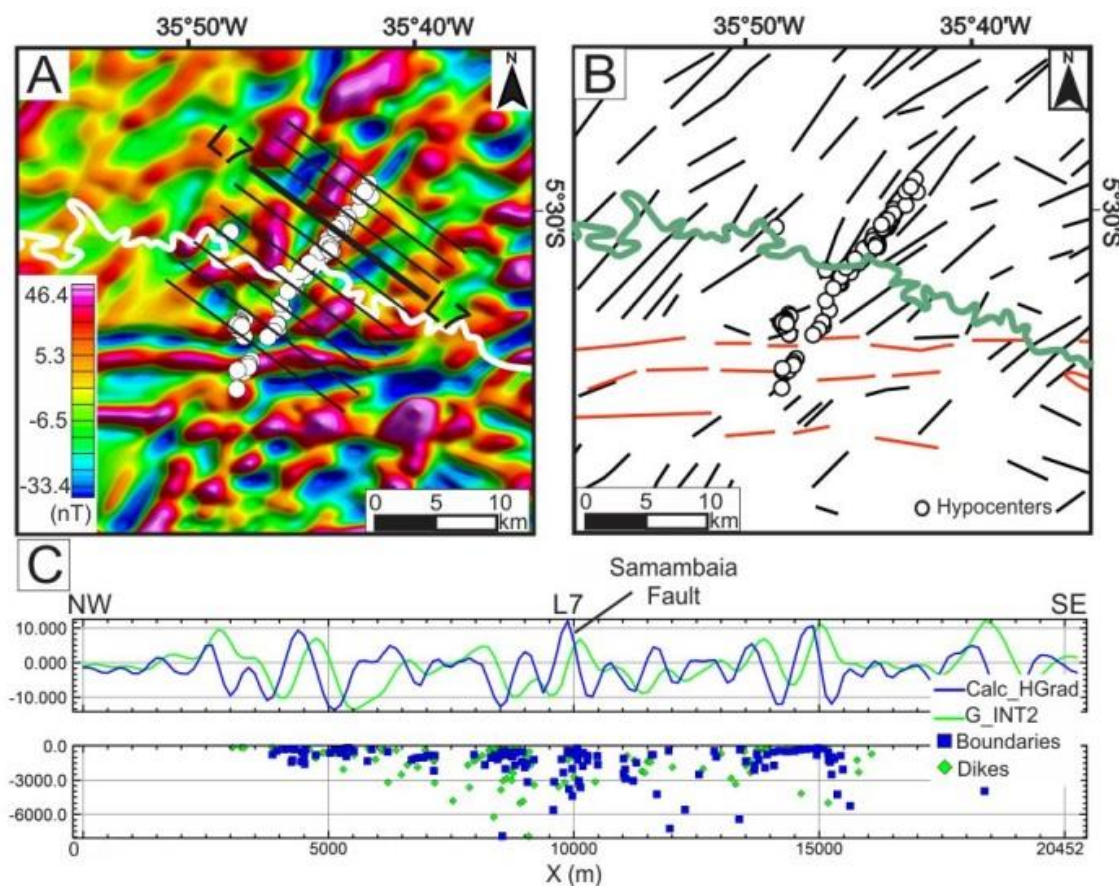 35°50'W 35°40'W 35°50'W 35°40'W
A N B N
L7
5°30'S 5°30'S
L7
46.4
5.3
-6.5
-33.4
(nT)
0 5 10
km
0 5 10
km
Hypocenters
C
Samambaia
Fault
NW L7 SE
10.000
0.000
-10.000
Calc_HGrad
G_INT2
Boundaries
Dikes
0.0
-3000.0
-6000.0
0 5000 10000 15000 20452
X (m)